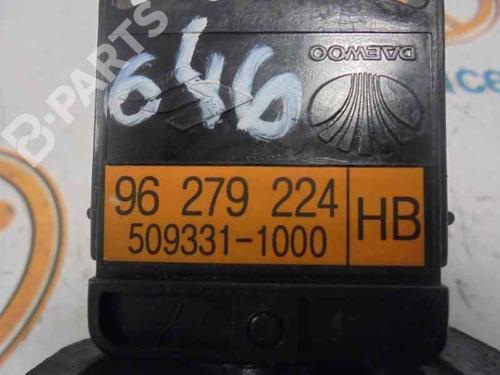 646
DAEWOO
96 279 224
HB
509331-1000
B-PARTS